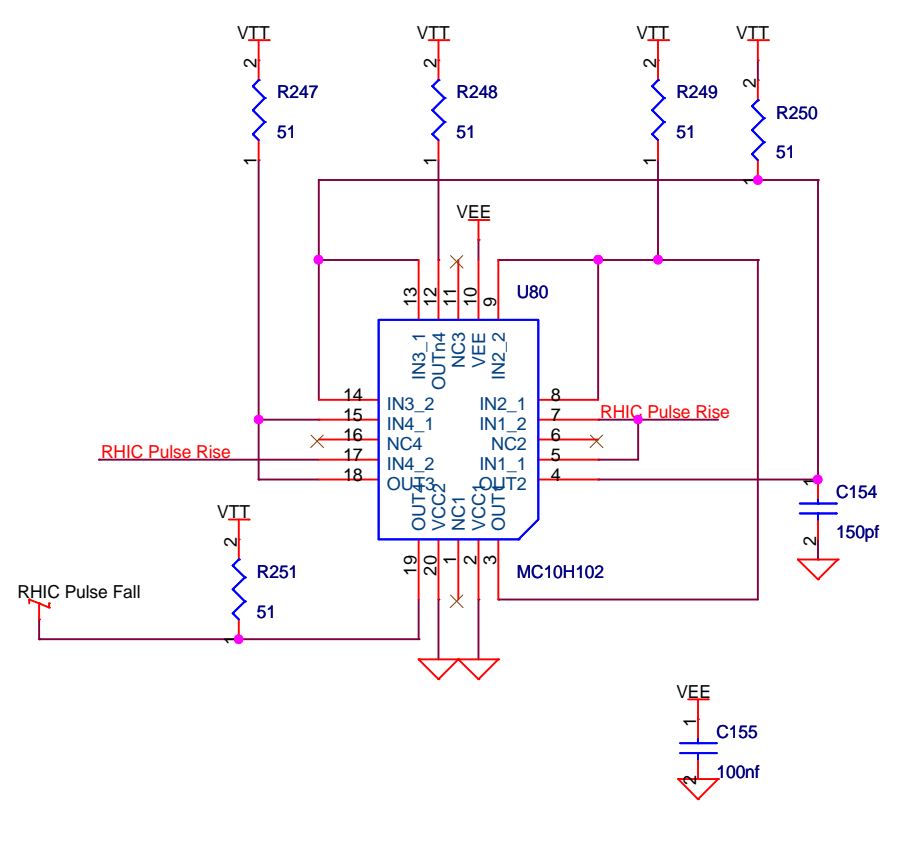 VTT
VTT
VTT
VTT
2
2
2
2
R247
R248
R249
R250
51
51
51
51
1
1
1
1
VEE
13
12
11
10
9
U80
IN3_1
OUTn4
NC3
VEE
IN2_2
14
IN3_2
IN2_1
8
15
IN4_1
IN1_2
7
RHIC Pulse Rise
16
NC4
NC2
6
RHIC Pulse Rise
17
IN4_2
IN1_1
5
18
OUT3
OUT2
4
OUT4
VCC2
NC1
VCC1
OUT1
1
C154
150pf
2
VTT
2
R251
51
1
19
20
1
2
3
MC10H102
RHIC Pulse Fall
VEE
1
C155
100nf
2